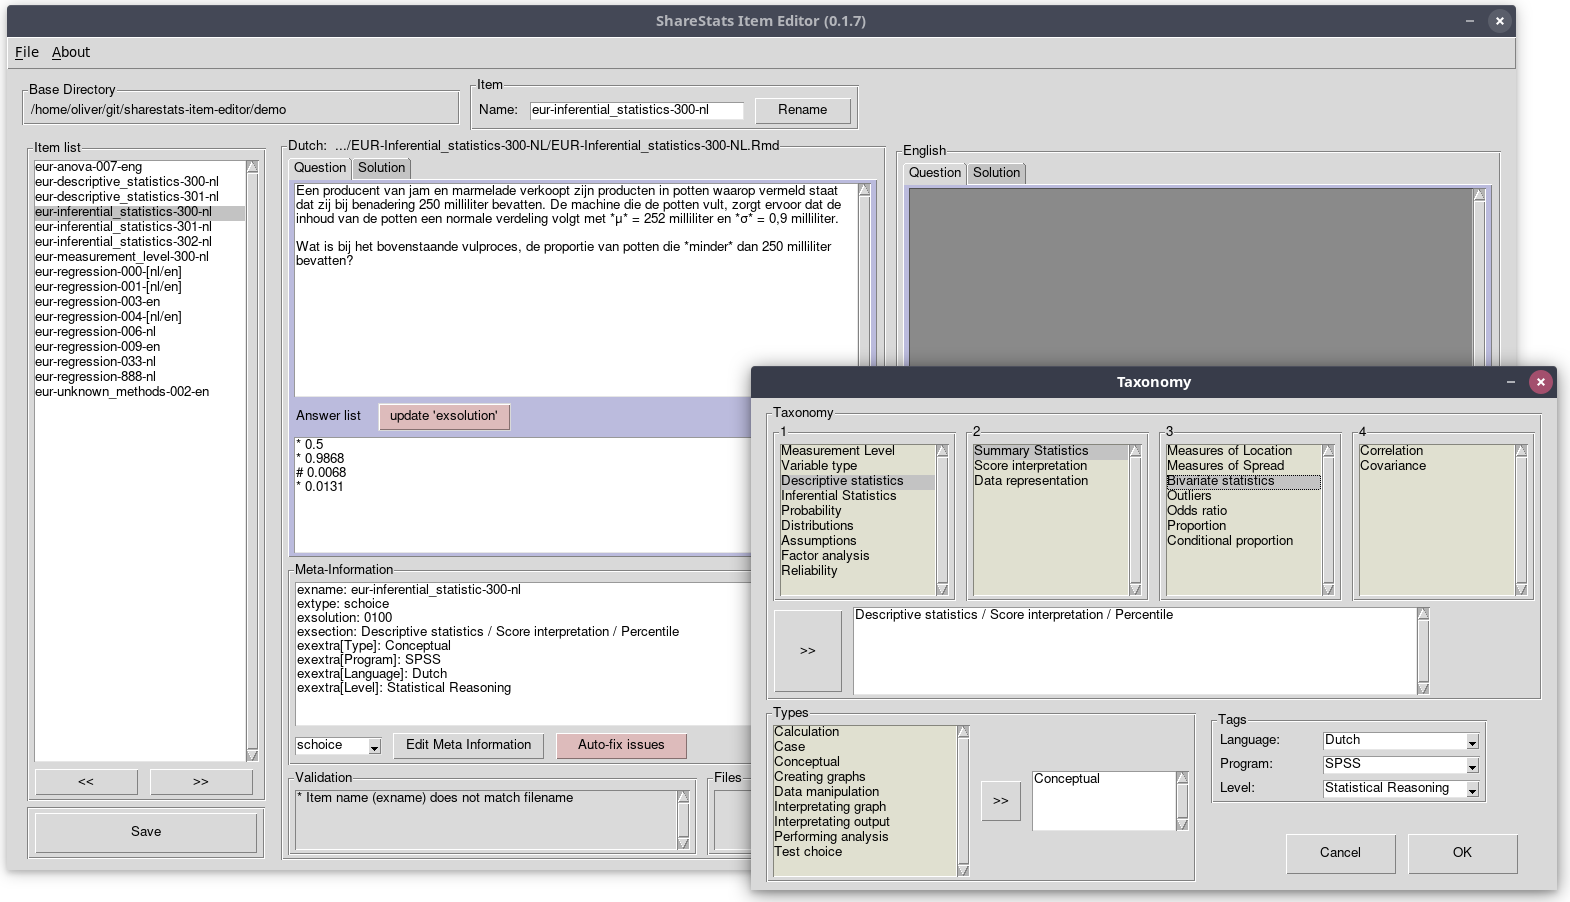 ShareStats Item Editor (0.1.7)
File About
Base Directory
/home/oliver/git/sharestats-item-editor/demo
Item
Name: eur-inferential_statistics-300-nl Rename
Item list
eur-anova-007-eng
eur-descriptive_statistics-300-nl
eur-descriptive_statistics-301-nl
eur-inferential_statistics-300-nl
eur-inferential_statistics-301-nl
eur-inferential_statistics-302-nl
eur-measurement_level-300-nl
eur-regression-000-[nl/en]
eur-regression-001-[nl/en]
eur-regression-003-en
eur-regression-004-[nl/en]
eur-regression-006-nl
eur-regression-009-en
eur-regression-033-nl
eur-regression-888-nl
eur-unknown_methods-002-en
<< >>
Save
Dutch: .../EUR-Inferential_statistics-300-NL/EUR-Inferential_statistics-300-NL.Rmd
Question Solution
Een producent van jam en marmelade verkoopt zijn producten in potten waarop vermeld staat
dat zij bij benadering 250 milliliter bevatten. De machine die de potten vult, zorgt ervoor dat de
inhoud van de potten een normale verdeling volgt met *μ* = 252 milliliter en *σ* = 0,9 milliliter.
Wat is bij het bovenstaande vulproces, de proportie van potten die *minder* dan 250 milliliter
bevatten?
Answer list update 'exsolution'
* 0.5
* 0.9868
# 0.0068
* 0.0131
Meta-Information
exname: eur-inferential_statistic-300-nl
extype: schoice
exsolution: 0100
exsection: Descriptive statistics / Score interpretation / Percentile
exextra[Type]: Conceptual
exextra[Program]: SPSS
exextra[Language]: Dutch
exextra[Level]: Statistical Reasoning
schoice Edit Meta Information Auto-fix issues
Validation
* Item name (exname) does not match filename
Files
English
Question Solution
Taxonomy
Taxonomy
1
Measurement Level
Variable type
Descriptive statistics
Inferential Statistics
Probability
Distributions
Assumptions
Factor analysis
Reliability
2
Summary Statistics
Score interpretation
Data representation
3
Measures of Location
Measures of Spread
Bivariate statistics
Outliers
Odds ratio
Proportion
Conditional proportion
4
Correlation
Covariance
>>
Descriptive statistics / Score interpretation / Percentile
Types
Calculation
Case
Conceptual
Creating graphs
Data manipulation
Interpretating graph
Interpretating output
Performing analysis
Test choice
>>
Conceptual
Tags
Language: Dutch
Program: SPSS
Level: Statistical Reasoning
Cancel OK